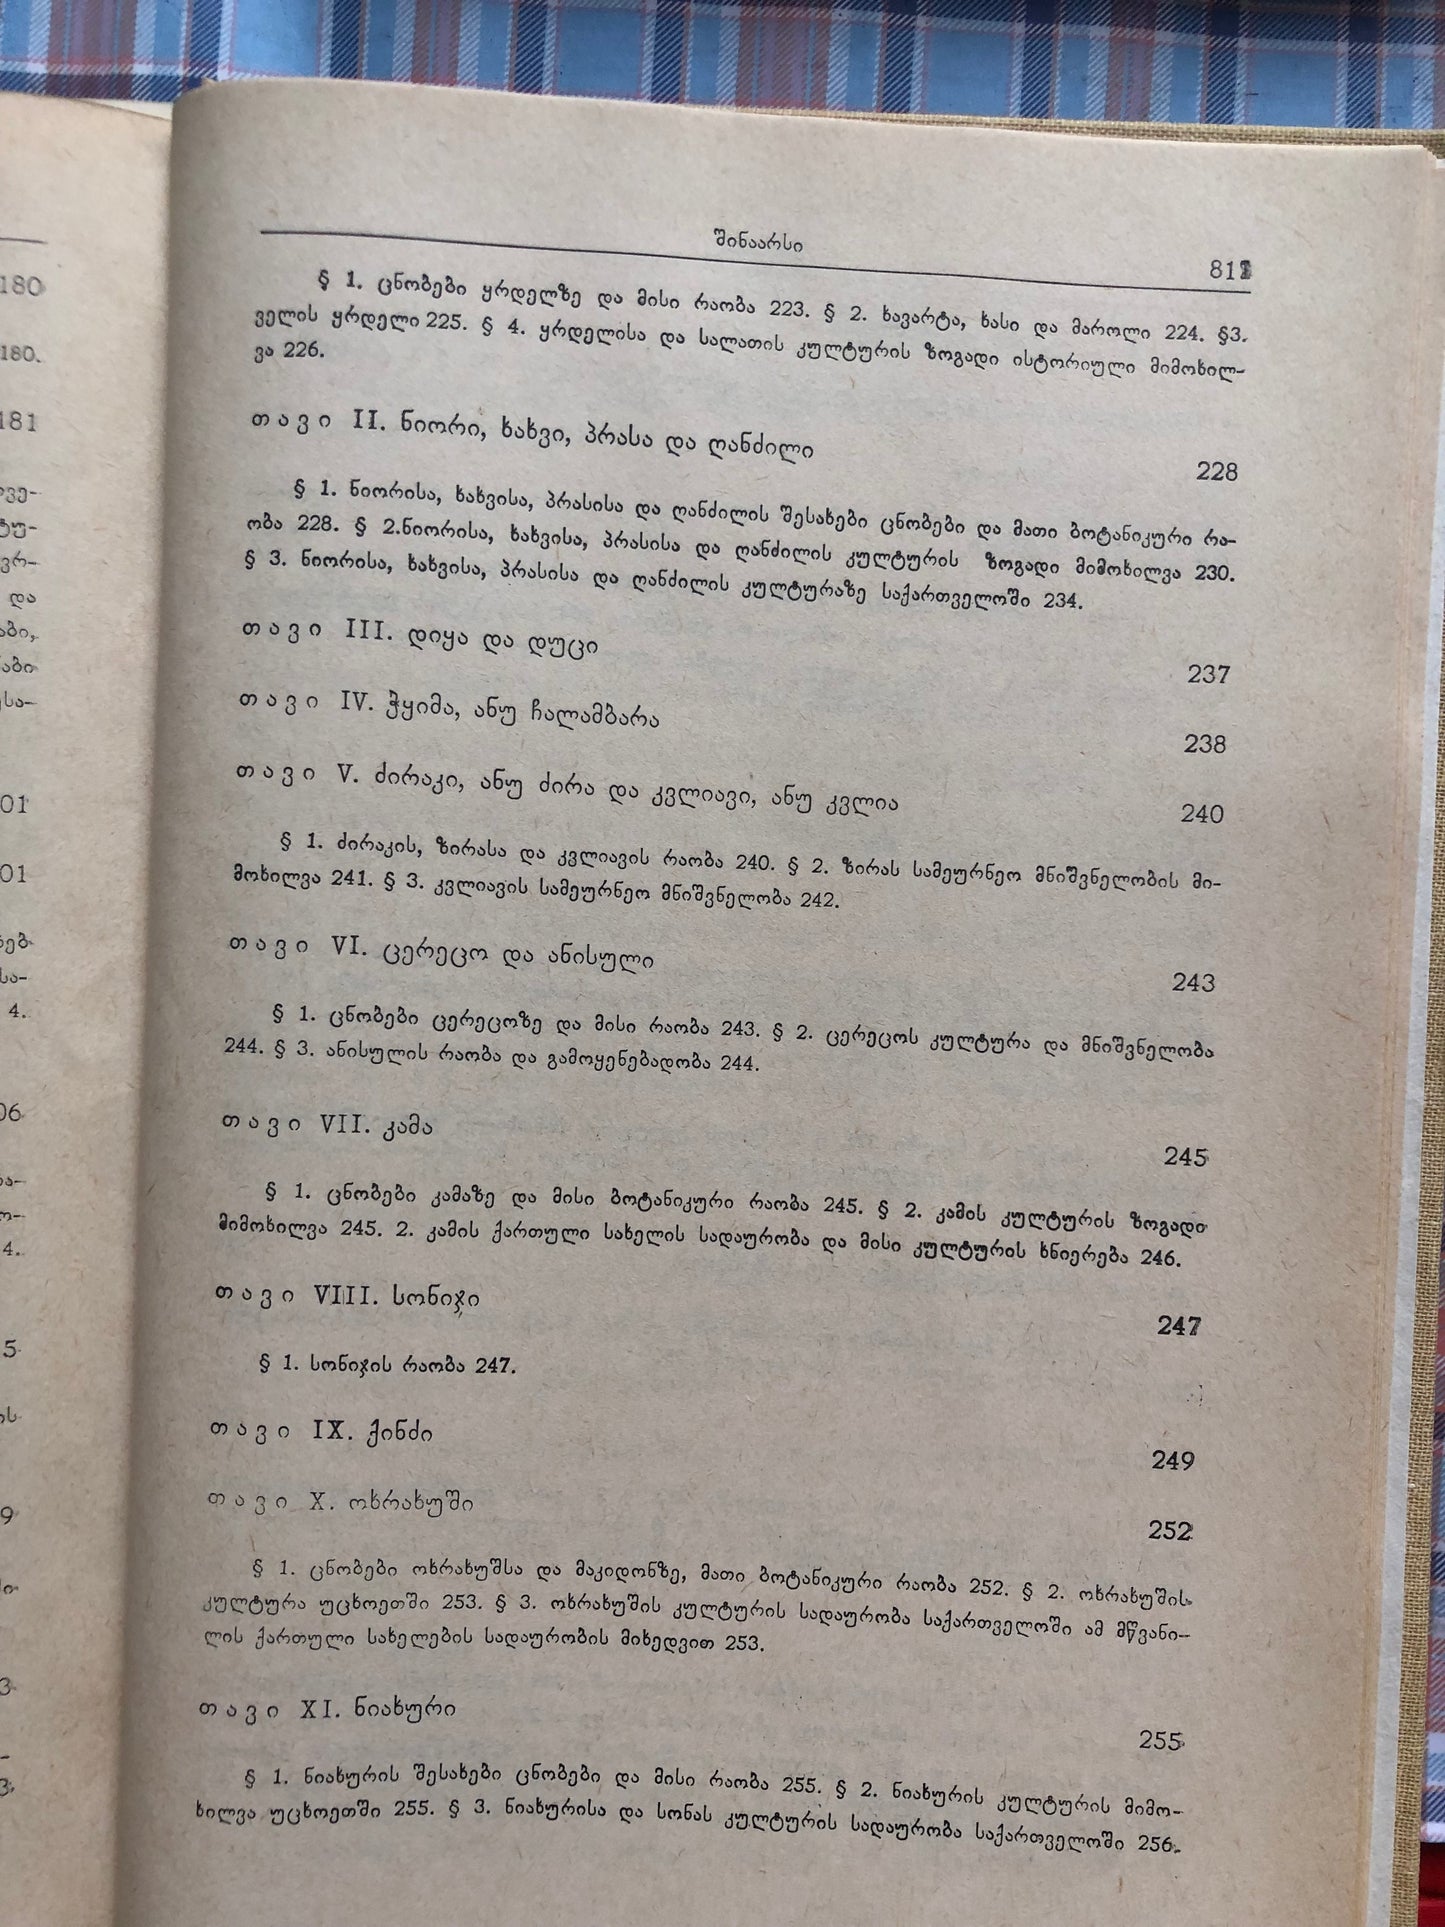 შინაარსი
§ 1. ცნობები ყრდელზე და მისი რაობა 223. § 2. ხავარტა, ხასი და მაროლი 224. §3.
ველის ყრდელი 225. § 4. ყრდელისა და სალათის კულტურის ზოგადი ისტორიული მიმოხილ-
ვა 226.
თავი II. ნიორი, ხახვი, პრასა და ღანძილი
228
§ 1. ნიორისა, ხახვისა, პრასისა და ღანძილის შესახები ცნობები და მათი ბოტანიკური რა-
ობა 228. § 2.ნიორისა, ხახვისა, პრასისა და ღანძილის კულტურის ზოგადი მიმოხილვა 230.
§ 3. ნიორისა, ხახვისა, პრასისა და ღანძილის კულტურაზე საქართველოში 234.
თავი III. დიყა და დუცი
237
თავი IV. ჭყიმა, ანუ ჩალამბარა
238
თავი V. ძირაკი, ანუ ძირა და კვლიავი, ანუ კვლია
240
§ 1. ძირაკის, ზირასა და კვლიავის რაობა 240. § 2. ზირას სამეურნეო მნიშვნელობის მი-
მოხილვა 241. § 3. კვლიავის სამეურნეო მნიშვნელობა 242.
თავი VI. ცერეცო და ანისული
243
§ 1. ცნობები ცერეცოზე და მისი რაობა 243. § 2. ცერეცოს კულტურა და მნიშვნელობა
244. § 3. ანისულის რაობა და გამოყენებადობა 244.
თავი VII. კამა
245
§ 1. ცნობები კამაზე და მისი ბოტანიკური რაობა 245. § 2. კამის კულტურის ზოგადი
მიმოხილვა 245. 2. კამის ქართული სახელის სადაურობა და მისი კულტურის ხნიერება 246.
თავი VIII. სონიჯი
247
§ 1. სონიჯის რაობა 247.
თავი IX. ქინძი
249
თავი X. ოხრახუში
252
§ 1. ცნობები ოხრახუშსა და მაკიდონზე, მათი ბოტანიკური რაობა 252. § 2. ოხრახუშის
კულტურა უცხოეთში 253. § 3. ოხრახუშის კულტურის სადაურობა საქართველოში ამ მწვანი-
ლის ქართული სახელების სადაურობის მიხედვით 253.
თავი XI. ნიახური
255
§ 1. ნიახურის შესახები ცნობები და მისი რაობა 255. § 2. ნიახურის კულტურის მიმო-
ხილვა უცხოეთში 255. § 3. ნიახურისა და სონას კულტურის სადაურობა საქართველოში 256.